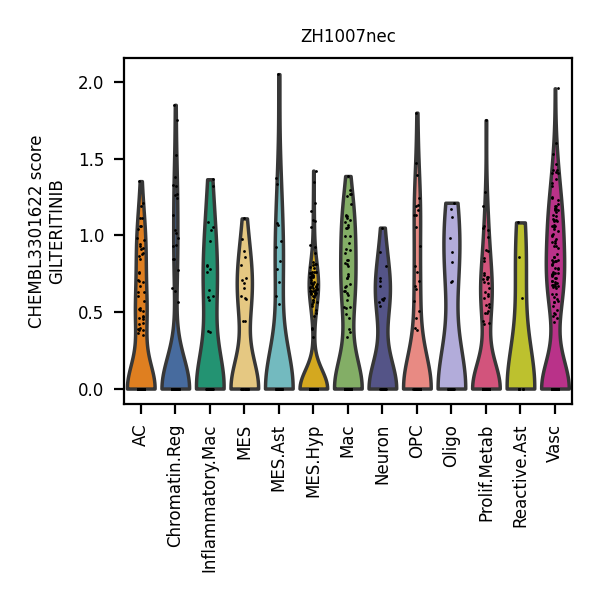 ZH1007nec
CHEMBL3301622 score
GILTERITINIB
2.0
1.5
1.0
0.5
0.0
AC
Chromatin.Reg
Inflammatory.Mac
MES
MES.Ast
MES.Hyp
Mac
Neuron
OPC
Oligo
Prolif.Metab
Reactive.Ast
Vasc